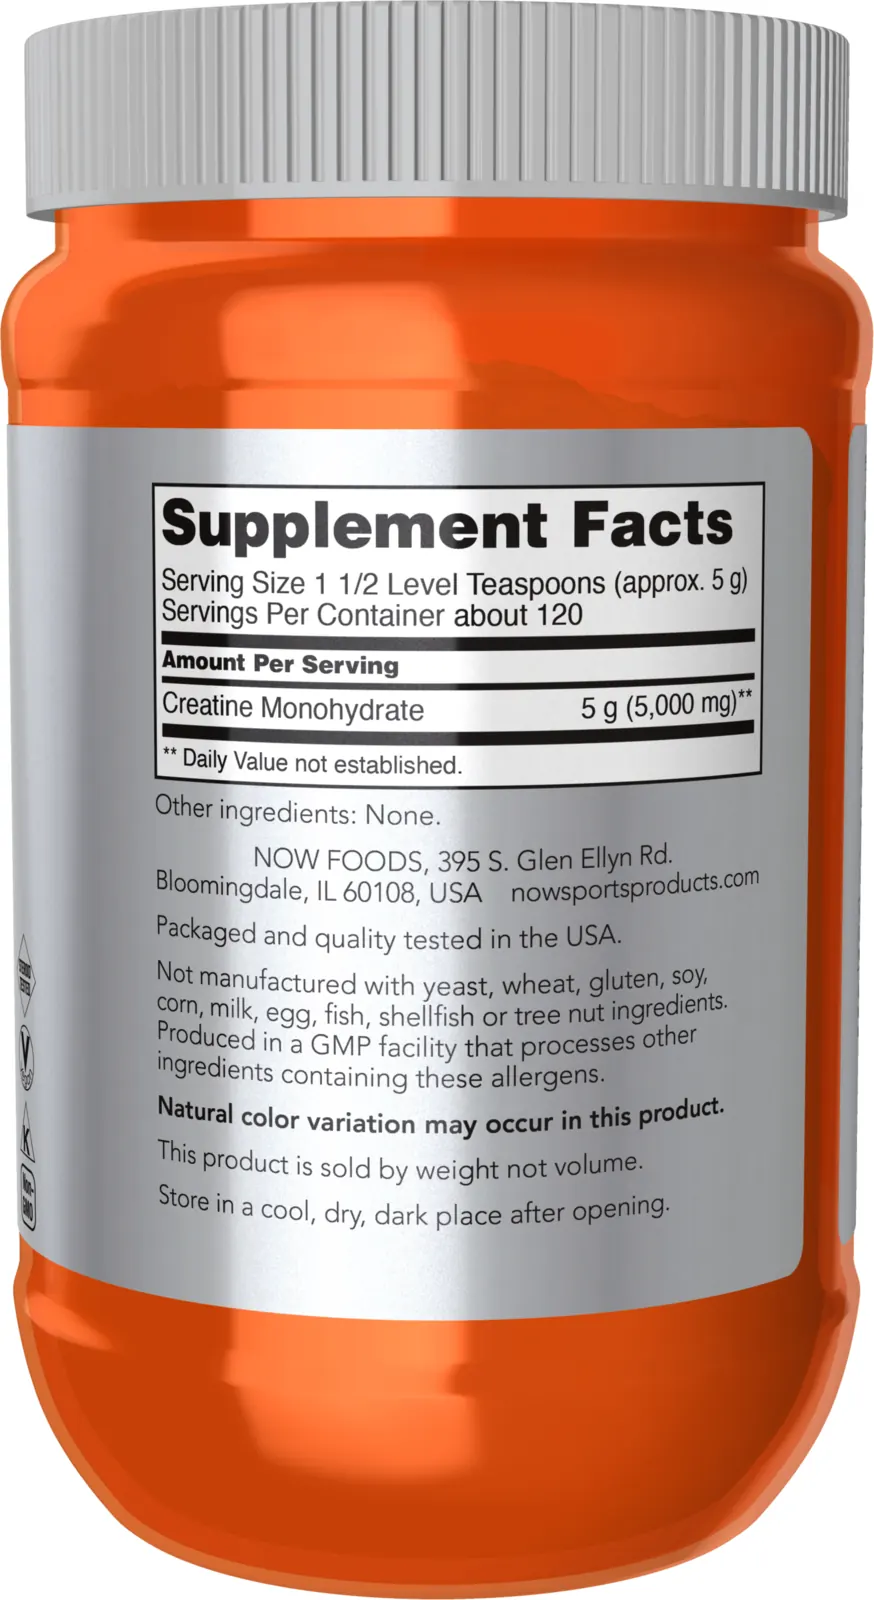 Supplement Facts
Serving Size 1 1/2 Level Teaspoons (approx. 5 g)
Servings Per Container about 120
Amount Per Serving
Creatine Monohydrate 5 g (5,000 mg)**
** Daily Value not established.
Other ingredients: None.
NOW FOODS, 395 S. Glen Ellyn Rd.
Bloomingdale, IL 60108, USA nowsportsproducts.com
Packaged and quality tested in the USA.
Not manufactured with yeast, wheat, gluten, soy,
corn, milk, egg, fish, shellfish or tree nut ingredients.
Produced in a GMP facility that processes other
ingredients containing these allergens.
Natural color variation may occur in this product.
This product is sold by weight not volume.
Store in a cool, dry, dark place after opening.
TESTED
V
K
Non-
GMO